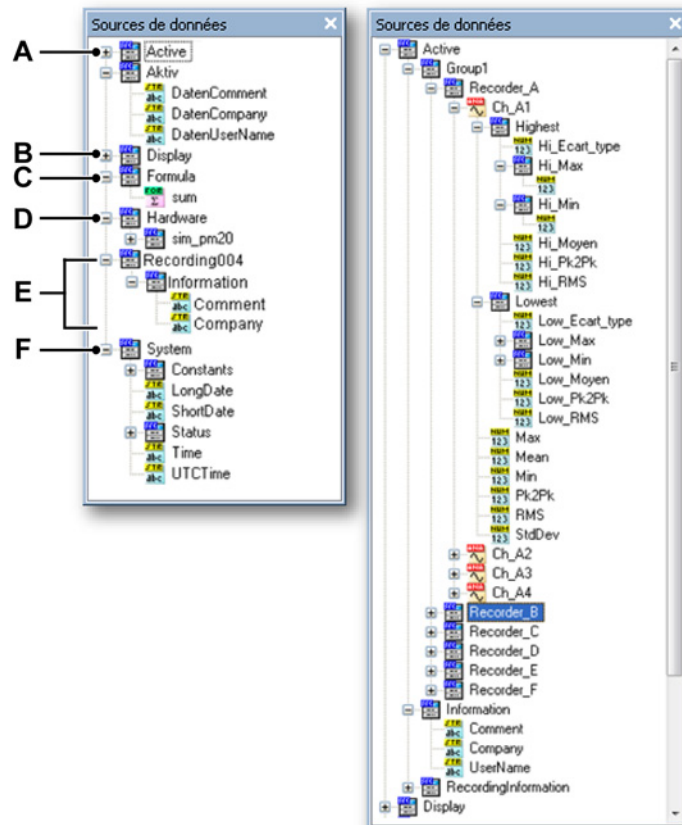 Sources de données
A
Active
Aktiv
DatenComment
DatenCompany
DatenUserName
B
Display
C
Formula
sum
D
Hardware
sim_pm20
E
Recording004
Information
Comment
Company
F
System
Constants
LongDate
ShortDate
Status
Time
UTCTime
Sources de données
Active
Group1
Recorder_A
Ch_A1
Highest
Hi_Ecart_type
Hi_Max
Hi_Min
Hi_Moyen
Hi_Pk2Pk
Hi_RMS
Lowest
Low_Ecart_type
Low_Max
Low_Min
Low_Moyen
Low_Pk2Pk
Low_RMS
Max
Mean
Min
Pk2Pk
RMS
StdDev
Ch_A2
Ch_A3
Ch_A4
Recorder_B
Recorder_C
Recorder_D
Recorder_E
Recorder_F
Information
Comment
Company
UserName
RecordingInformation
Display